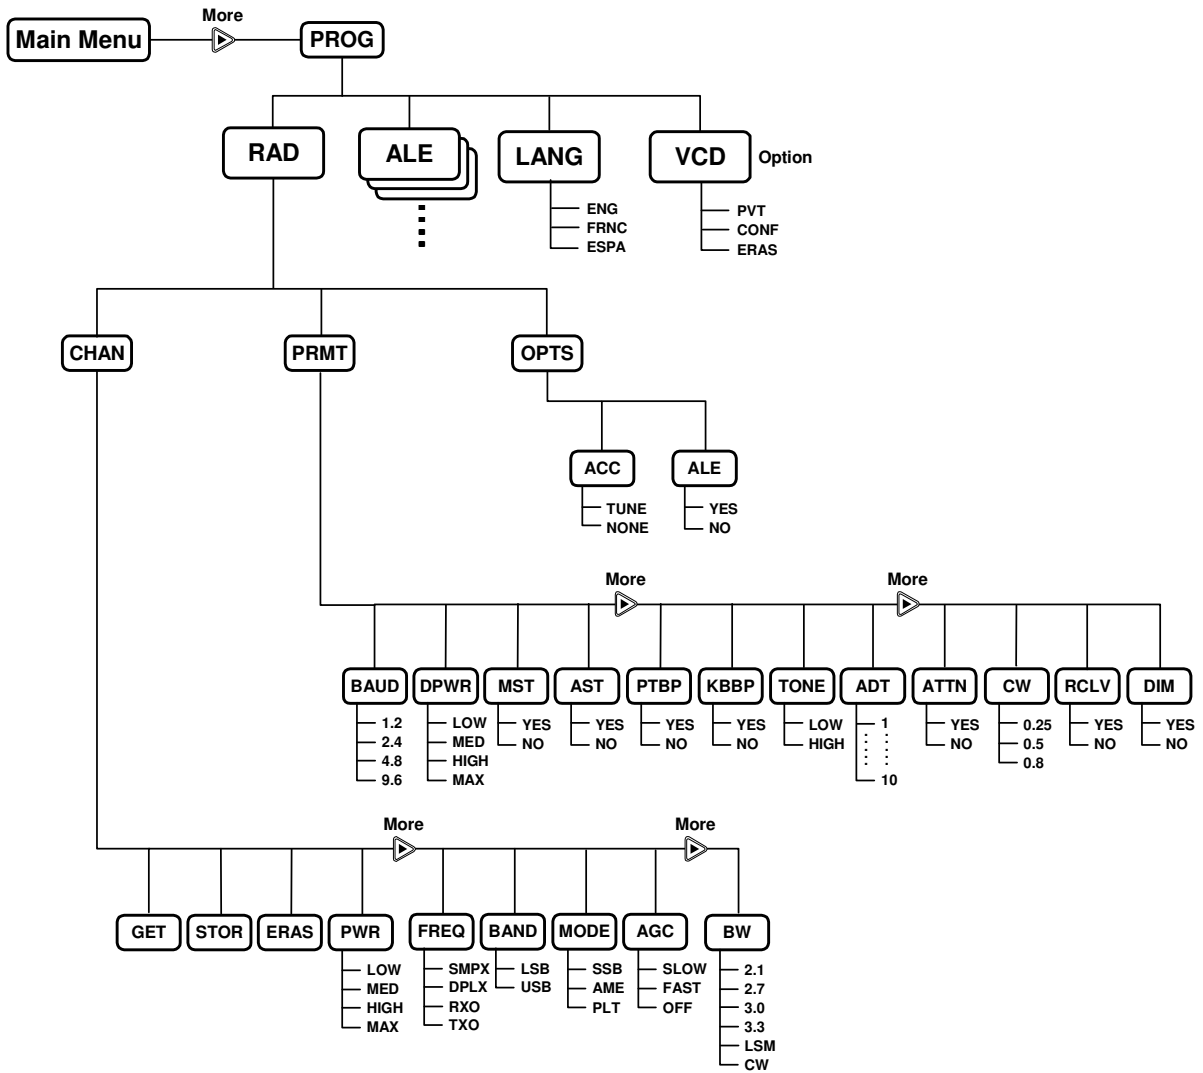 More
Main Menu
PROG
RAD
ALE
LANG
VCD
Option
ENG
FRNC
ESPA
PVT
CONF
ERAS
CHAN
PRMT
OPTS
ACC
ALE
TUNE
NONE
YES
NO
More
More
BAUD
DPWR
MST
AST
PTBP
KBBP
TONE
ADT
ATTN
CW
RCLV
DIM
1.2
2.4
4.8
9.6
LOW
MED
HIGH
MAX
YES
NO
YES
NO
YES
NO
YES
NO
LOW
HIGH
1
10
YES
NO
0.25
0.5
0.8
YES
NO
YES
NO
More
More
GET
STOR
ERAS
PWR
FREQ
BAND
MODE
AGC
BW
LOW
MED
HIGH
MAX
SMPX
DPLX
RXO
TXO
LSB
USB
SSB
AME
PLT
SLOW
FAST
OFF
2.1
2.7
3.0
3.3
LSM
CW